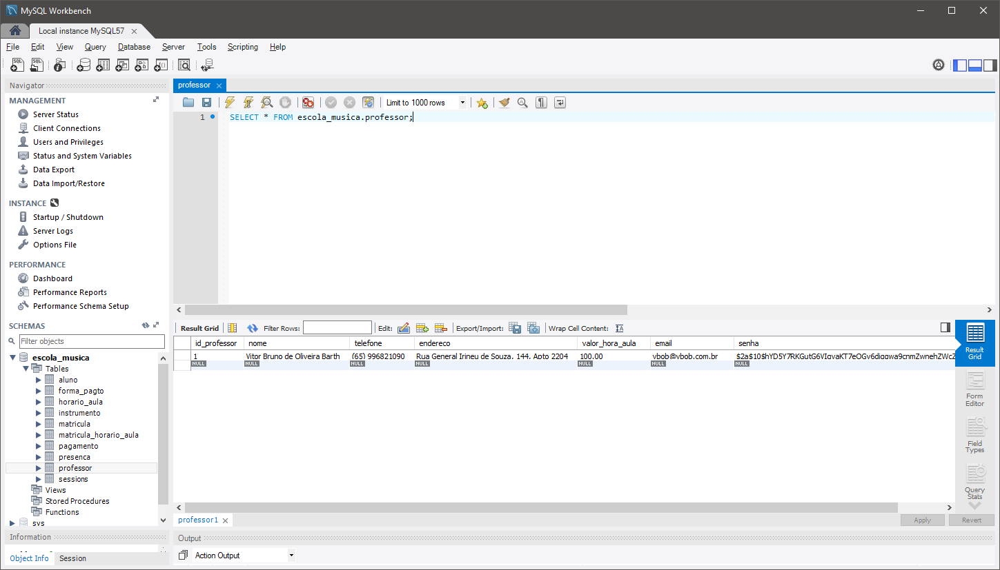 MySQL Workbench
Local instance MySQL57
File Edit View Query Database Server Tools Scripting Help
Navigator
MANAGEMENT
Server Status
Client Connections
Users and Privileges
Status and System Variables
Data Export
Data Import/Restore
INSTANCE
Startup / Shutdown
Server Logs
Options File
PERFORMANCE
Dashboard
Performance Reports
Performance Schema Setup
SCHEMAS
Filter objects
escola_musica
Tables
aluno
forma_pagto
horario_aula
instrumento
matricula
matricula_horario_aula
pagamento
presenca
professor
sessions
Views
Stored Procedures
Functions
sys
Information
Object Info Session
professor
Limit to 1000 rows
1 SELECT * FROM escola_musica.professor;
Result Grid Filter Rows: Edit: Export/Import: Wrap Cell Content:
id_professor nome telefone endereco valor_hora_aula email senha
1 Vitor Bruno de Oliveira Barth (65) 996821090 Rua General Irineu de Souza, 144, Apto 2204 100.00 vbob@vbob.com.br
NULL NULL NULL NULL NULL NULL NULL
Result
Grid
Form
Editor
Field
Types
Query
Stats
professor 1
Apply Revert
Output
Action Output